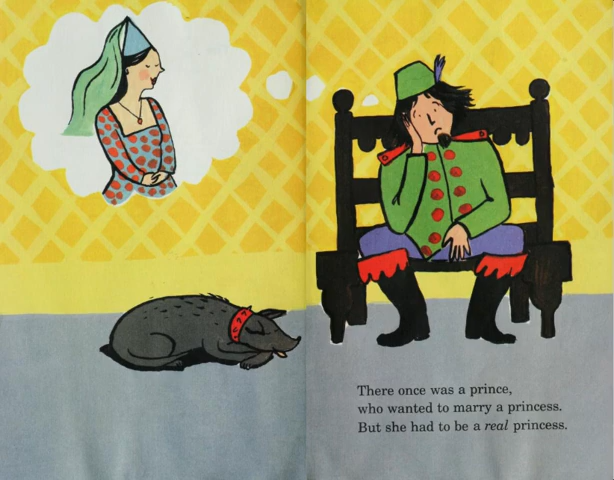 There once was a prince,
who wanted to marry a princess.
But she had to be a real princess.